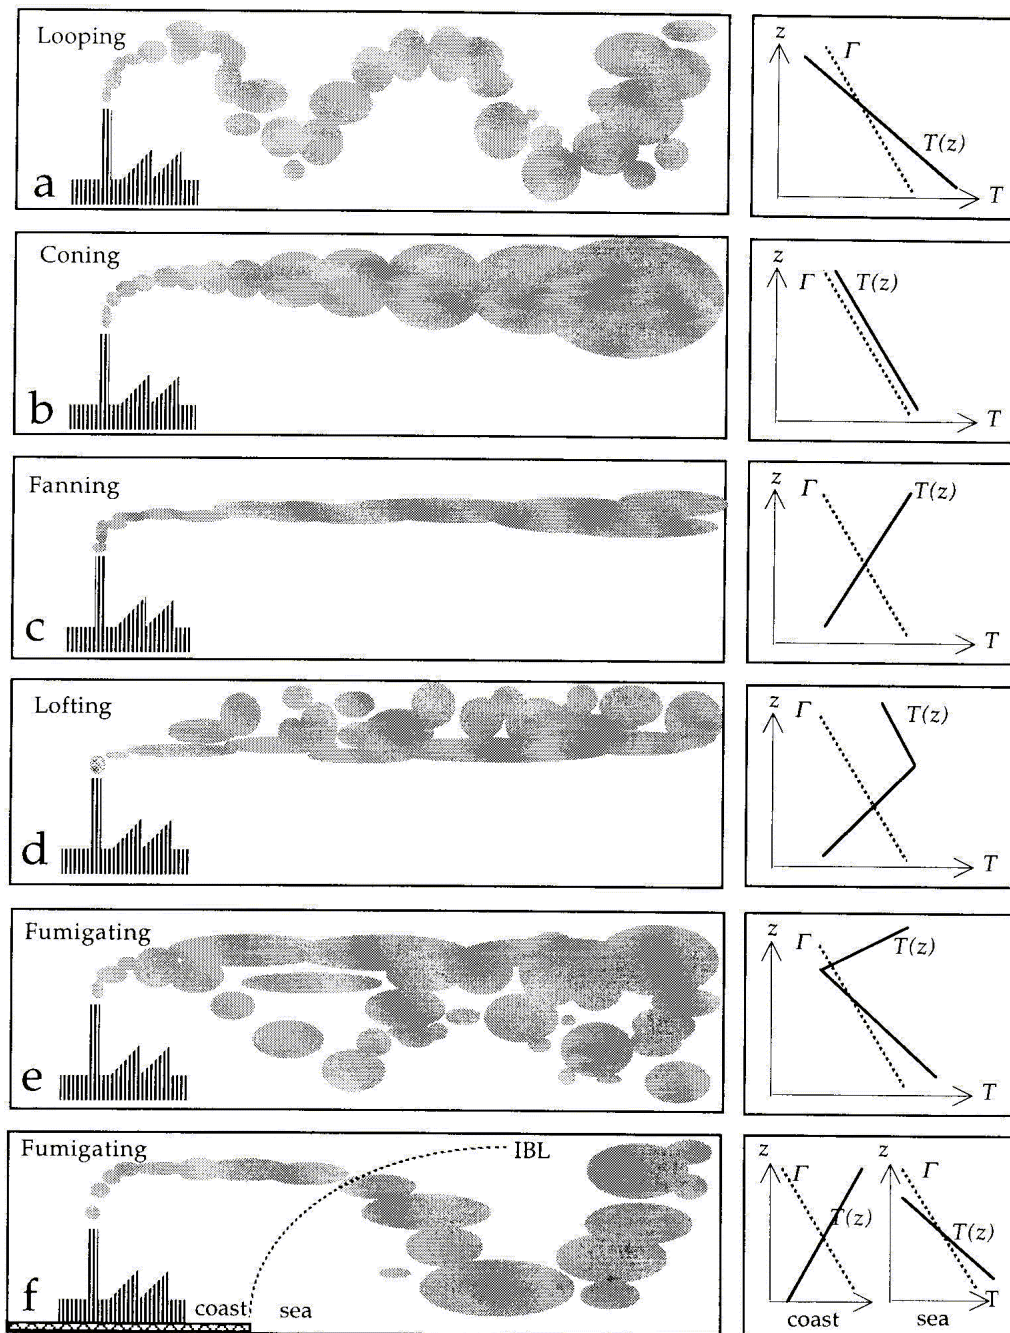 Looping
a
z
Γ
T(z)
T
Coning
b
z
Γ
T(z)
T
Fanning
c
z
Γ
T(z)
T
Lofting
d
z
Γ
T(z)
T
Fumigating
e
z
Γ
T(z)
T
Fumigating
IBL
f
coast
sea
z
Γ
T(z)
coast
z
Γ
T(z)
T
sea